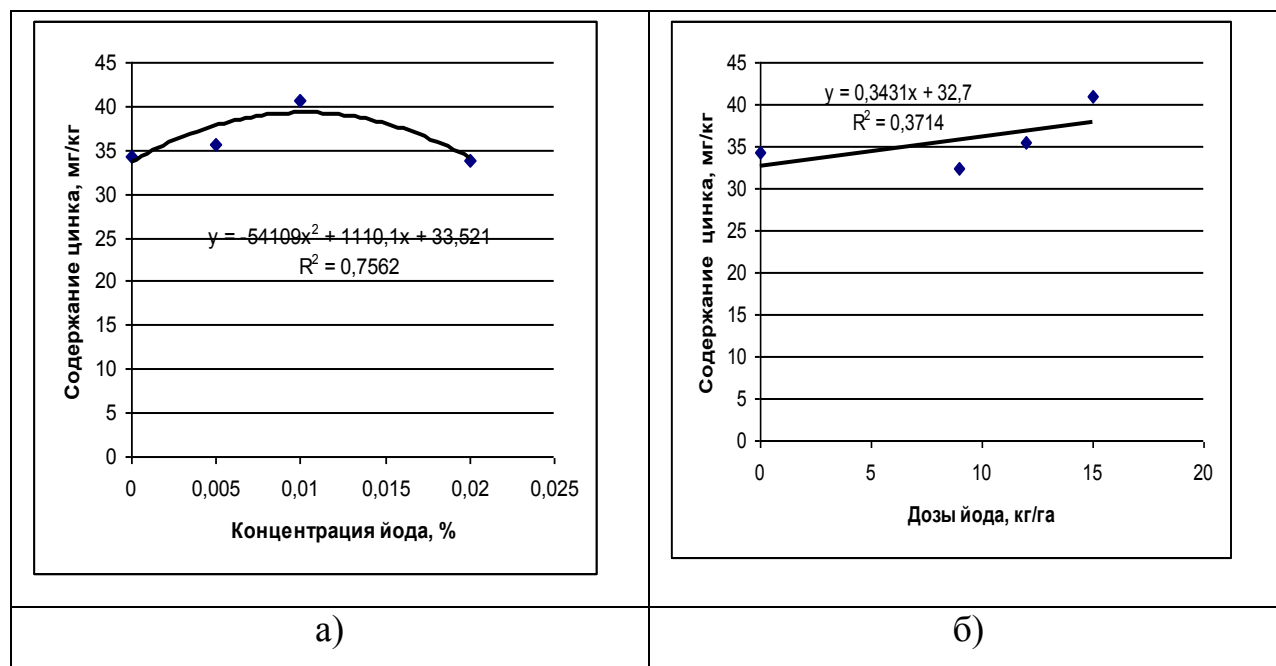 45
40
35
30
25
20
15
10
5
0
Содержание цинка, мг/кг
y = -54109x² + 1110,1x + 33,521
R² = 0,7562
0 0,005 0,01 0,015 0,02 0,025
Концентрация йода, %
45
40
35
30
25
20
15
10
5
0
Содержание цинка, мг/кг
y = 0,3431x + 32,7
R² = 0,3714
0 5 10 15 20
Дозы йода, кг/га
а) б)